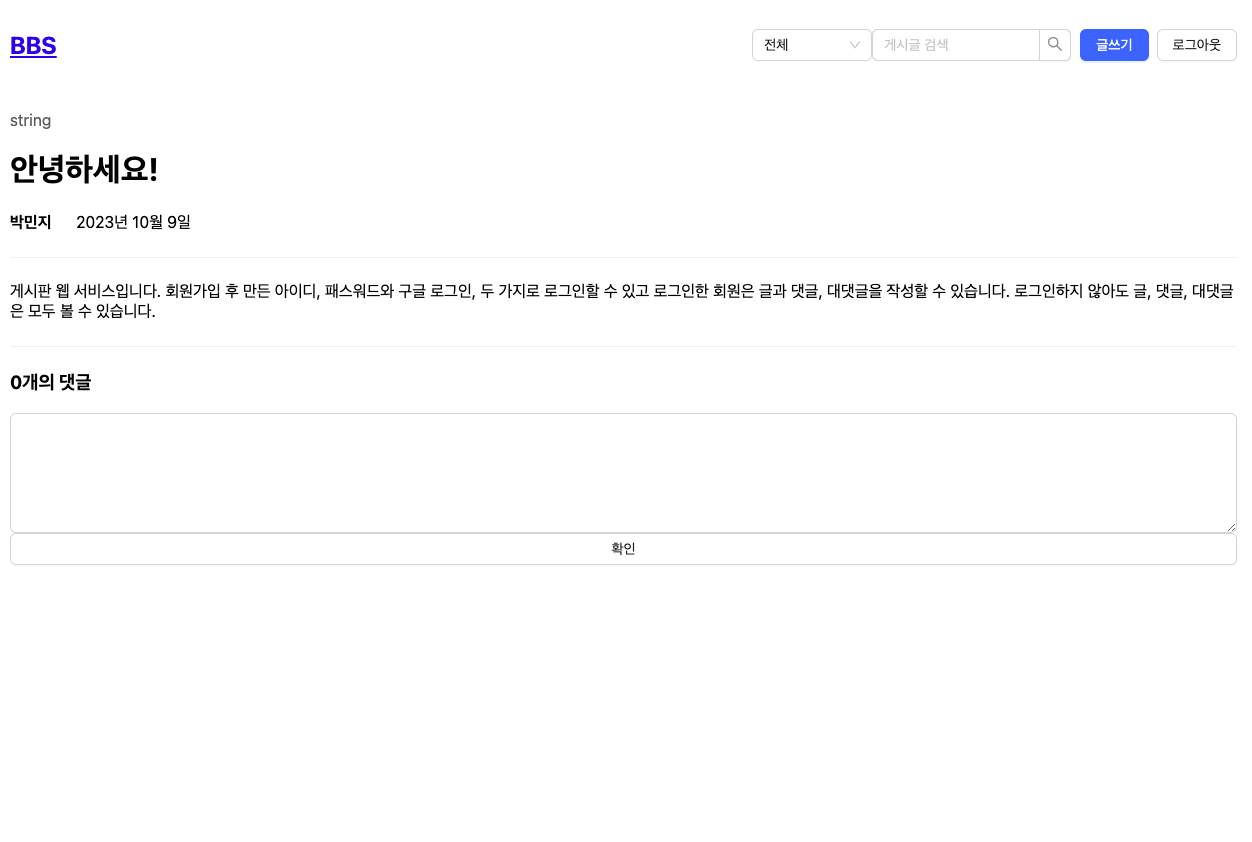 BBS
전체
게시글 검색
글쓰기
로그아웃
string
안녕하세요!
박민지 2023년 10월 9일
게시판 웹 서비스입니다. 회원가입 후 만든 아이디, 패스워드와 구글 로그인, 두 가지로 로그인할 수 있고 로그인한 회원은 글과 댓글, 대댓글을 작성할 수 있습니다. 로그인하지 않아도 글, 댓글, 대댓글
은 모두 볼 수 있습니다.
0개의 댓글
확인